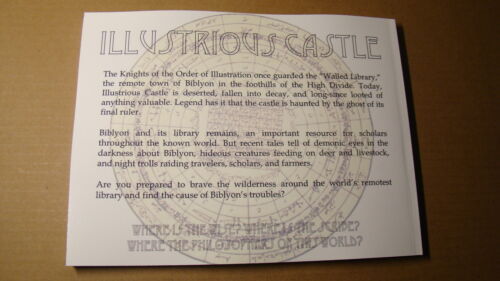 ILLUSTRIOUS CASTLE
The Knights of the Order of Illustration once guarded the "Walled Library,"
the remote town of Biblyon in the foothills of the High Divide. Today,
Illustrious Castle is deserted, fallen into decay, and long-since looted of
anything valuable. Legend has it that the castle is haunted by the ghost of its
final ruler.
Biblyon and its library remains, an important resource for scholars
throughout the known world. But recent tales tell of demonic eyes in the
darkness about Biblyon, hideous creatures feeding on deer and livestock,
and night trolls raiding travelers, scholars, and farmers.
Are you prepared to brave the wilderness around the world's remotest
library and find the cause of Biblyon's troubles?
WHERE IS THE WISE? WHERE IS THE SCRIBE?
WHERE THE PHILOSOPHERS OF THIS WORLD?